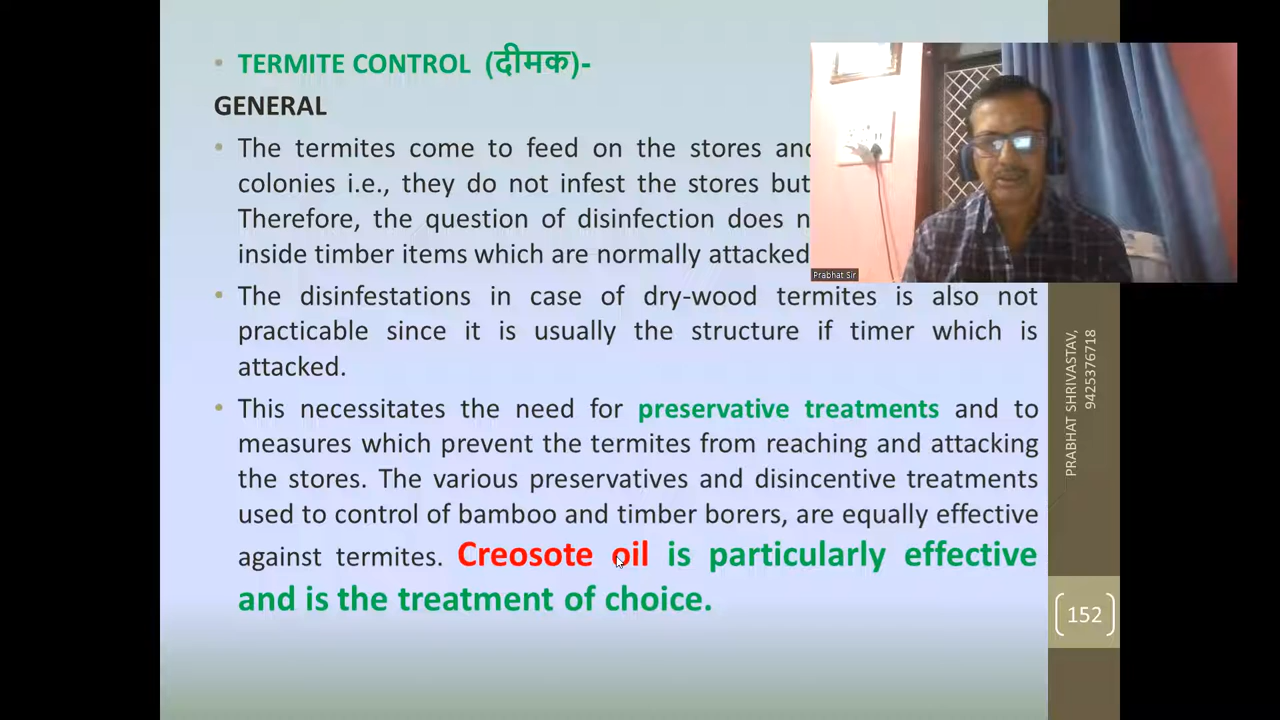 • TERMITE CONTROL (दीमक)-
GENERAL
• The termites come to feed on the stores and
colonies i.e., they do not infest the stores but
Therefore, the question of disinfection does
inside timber items which are normally attacked
• The disinfestations in case of dry-wood termites is also not
practicable since it is usually the structure if timer which is
attacked.
• This necessitates the need for preservative treatments and to
measures which prevent the termites from reaching and attacking
the stores. The various preservatives and disincentive treatments
used to control of bamboo and timber borers, are equally effective
against termites. Creosote oil is particularly effective
and is the treatment of choice.
Prabhat Sir
PRABHAT SHRIVASTAV,
9425376718
152